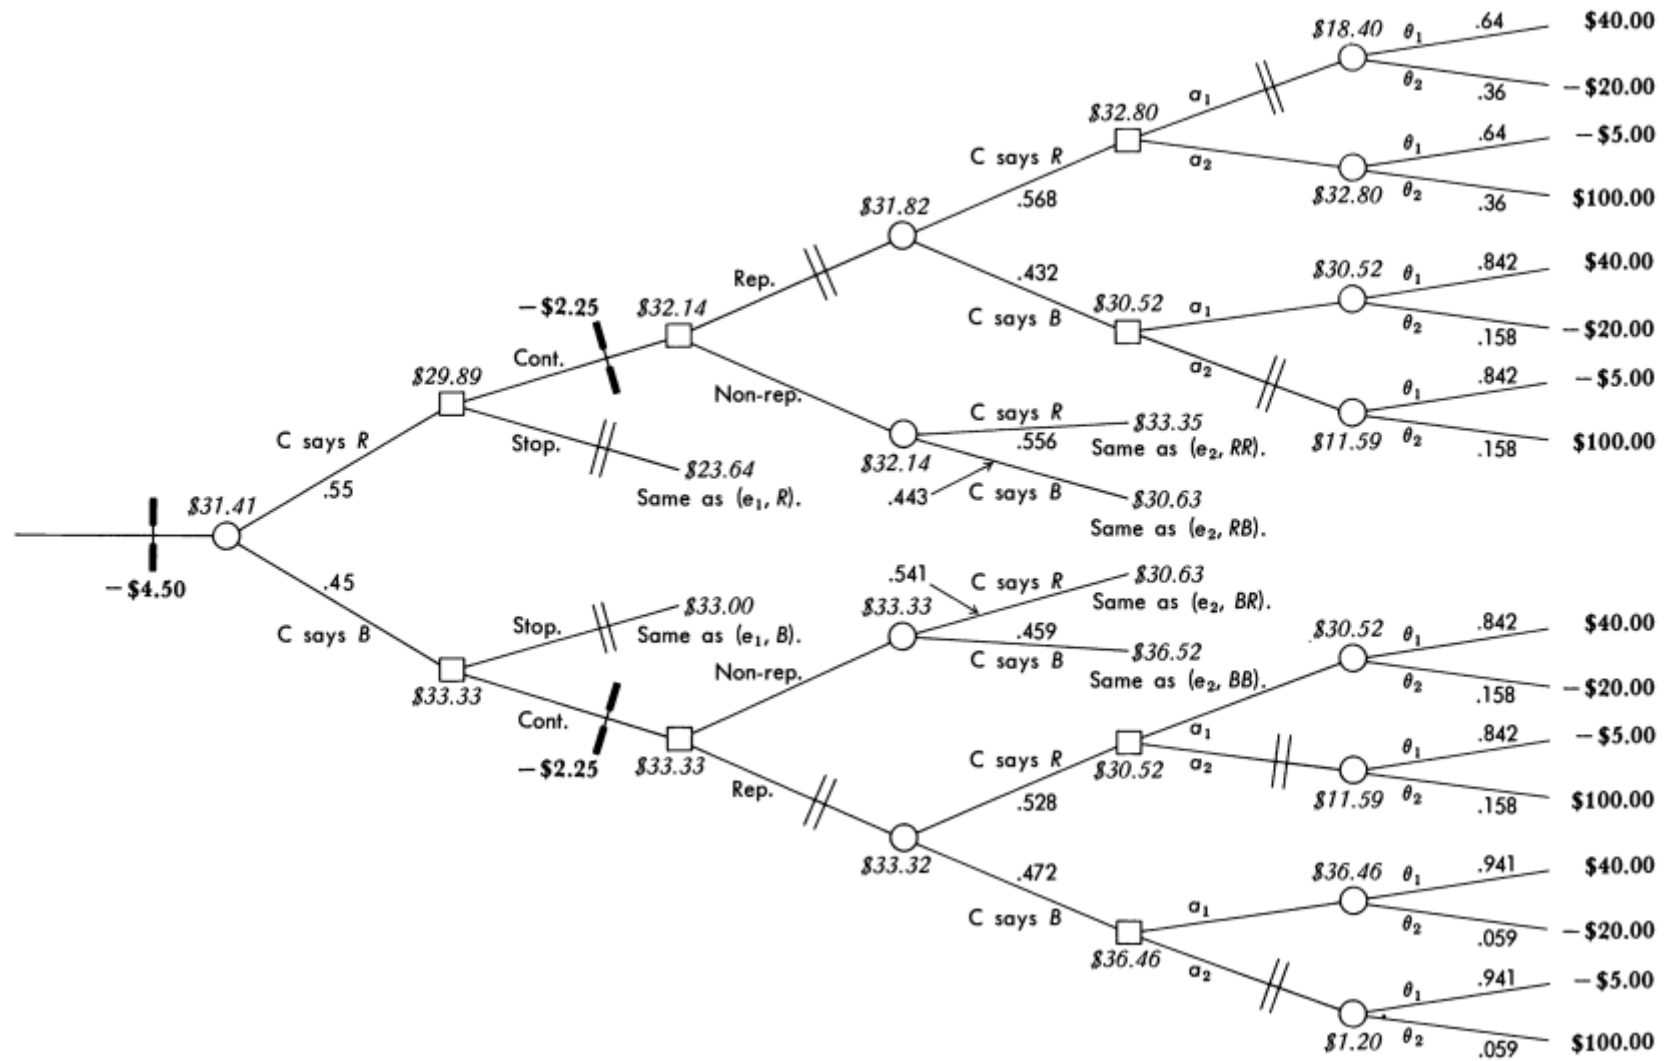 $18.40 θ₁ .64 $40.00
θ₂ .36 – $20.00
a₁
$32.80
θ₁ .64 – $5.00
C says R
a₂
$32.80 θ₂ .36 $100.00
.568
$31.82
Rep.
.432
$30.52 θ₁ .842 $40.00
C says B
$30.52 a₁
θ₂ .158 – $20.00
– $2.25
$32.14
Cont.
a₂
θ₁ .842 – $5.00
$29.89
Non-rep.
C says R
$33.35
.556
Same as (e₂, RR).
$11.59 θ₂ .158 $100.00
C says R
Stop.
$32.14
$23.64
Same as (e₁, R).
.443
C says B
$30.63
Same as (e₂, RB).
.55
$31.41
– $4.50
.541
C says R
$30.63
Same as (e₂, BR).
.45
$33.00
Same as (e₁, B).
$33.33
Stop.
.459
C says B
$36.52
Same as (e₂, BB).
C says B
Non-rep.
$30.52 θ₁ .842 $40.00
θ₂ .158 – $20.00
$33.33
Cont.
– $2.25
$33.33
a₁
C says R
$30.52 a₂
θ₁ .842 – $5.00
$11.59 θ₂ .158 $100.00
Rep.
.528
$33.32
.472
C says B
$36.46 θ₁ .941 $40.00
a₁
θ₂ .059 – $20.00
$36.46
a₂
θ₁ .941 – $5.00
$1.20 θ₂ .059 $100.00